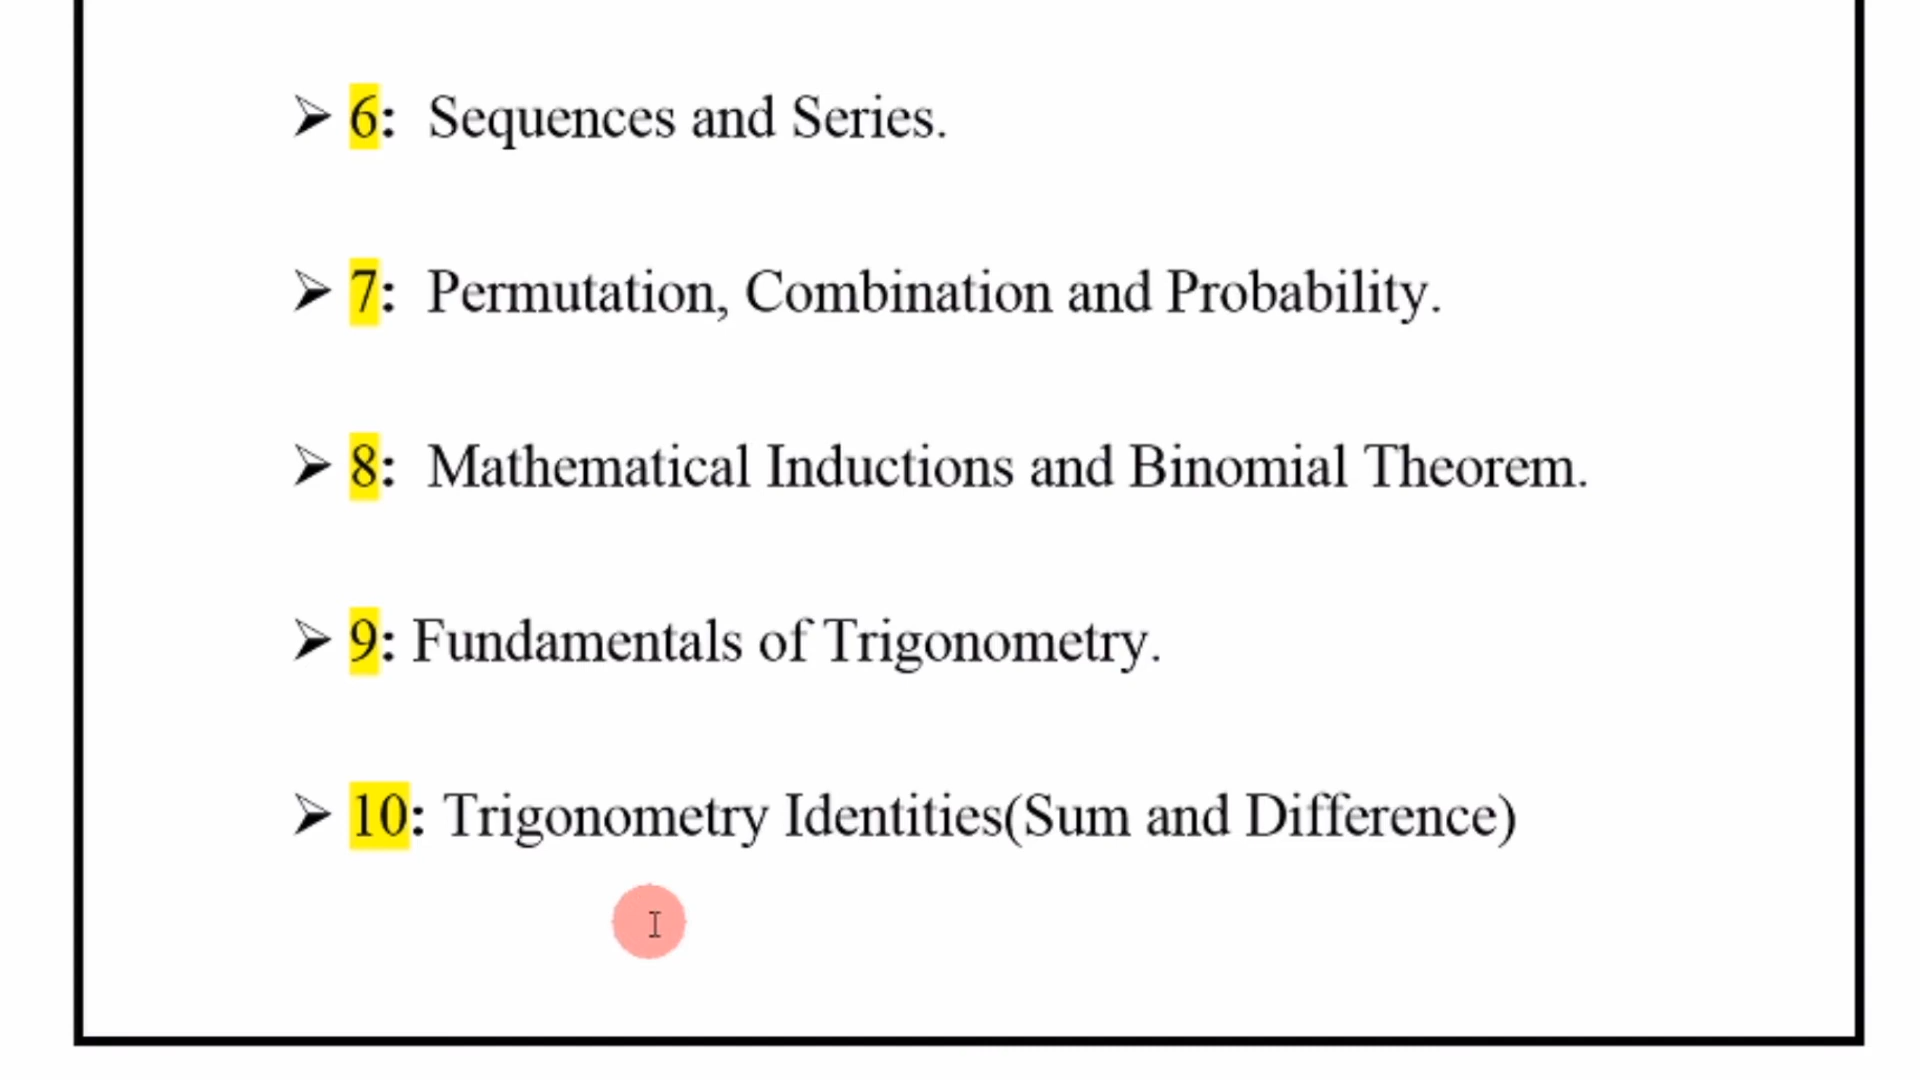 ➢ 6:  Sequences and Series.
➢ 7:  Permutation, Combination and Probability.
➢ 8:  Mathematical Inductions and Binomial Theorem.
➢ 9: Fundamentals of Trigonometry.
➢ 10: Trigonometry Identities(Sum and Difference)